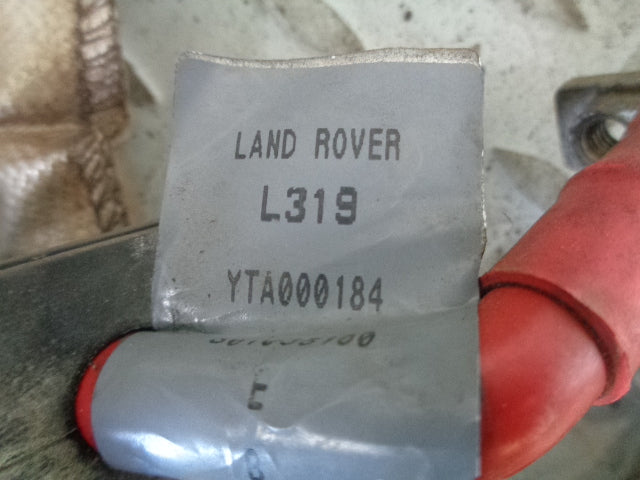 LAND ROVER
L319
YTA000184
E